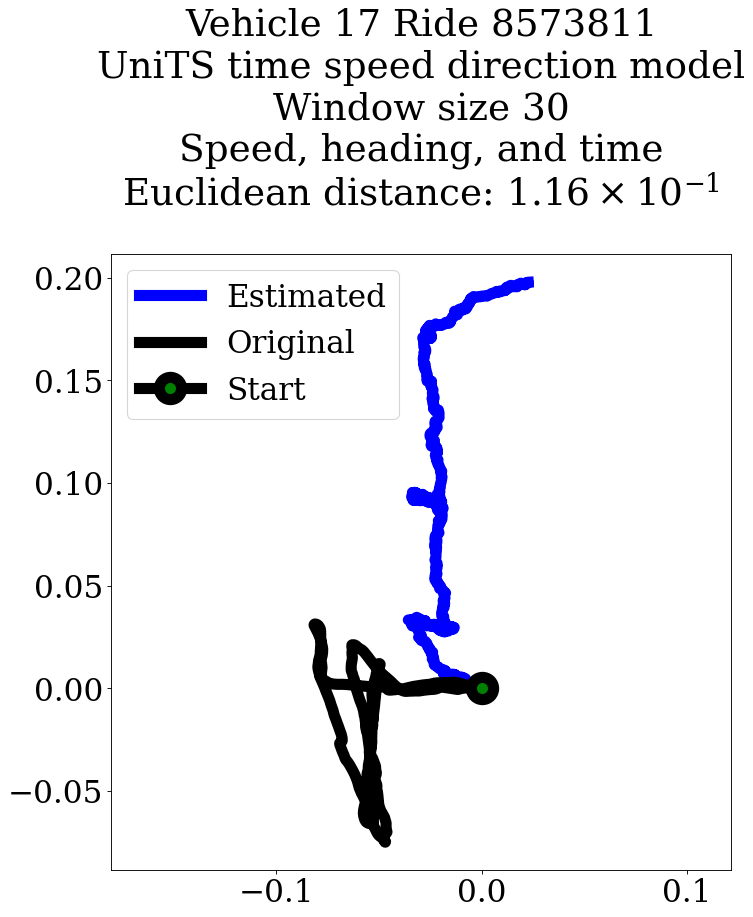 Vehicle 17 Ride 8573811
UniTS time speed direction model
Window size 30
Speed, heading, and time
Euclidean distance: 1.16 × 10⁻¹
Estimated
Original
Start
0.20
0.15
0.10
0.05
0.00
−0.05
−0.1
0.0
0.1